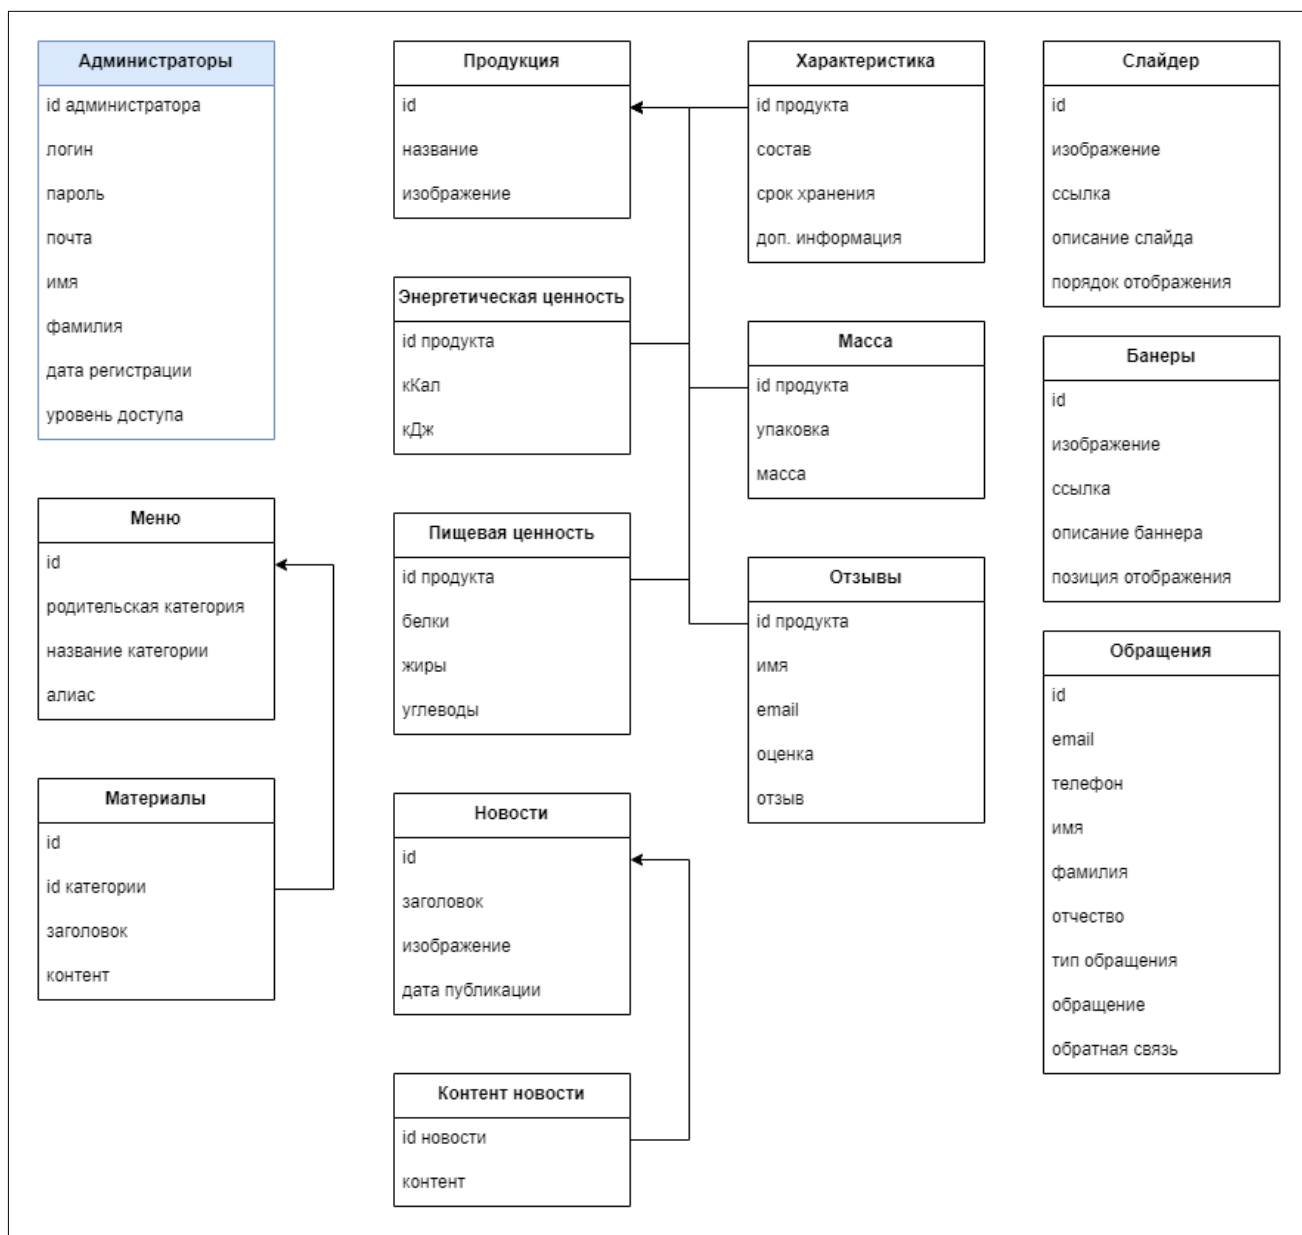 Администраторы
id администратора
логин
пароль
почта
имя
фамилия
дата регистрации
уровень доступа
Меню
id
родительская категория
название категории
алиас
Материалы
id
id категории
заголовок
контент
Продукция
id
название
изображение
Энергетическая ценность
id продукта
кКал
кДж
Пищевая ценность
id продукта
белки
жиры
углеводы
Новости
id
заголовок
изображение
дата публикации
Контент новости
id новости
контент
Характеристика
id продукта
состав
срок хранения
доп. информация
Масса
id продукта
упаковка
масса
Отзывы
id продукта
имя
email
оценка
отзыв
Слайдер
id
изображение
ссылка
описание слайда
порядок отображения
Банеры
id
изображение
ссылка
описание баннера
позиция отображения
Обращения
id
email
телефон
имя
фамилия
отчество
тип обращения
обращение
обратная связь